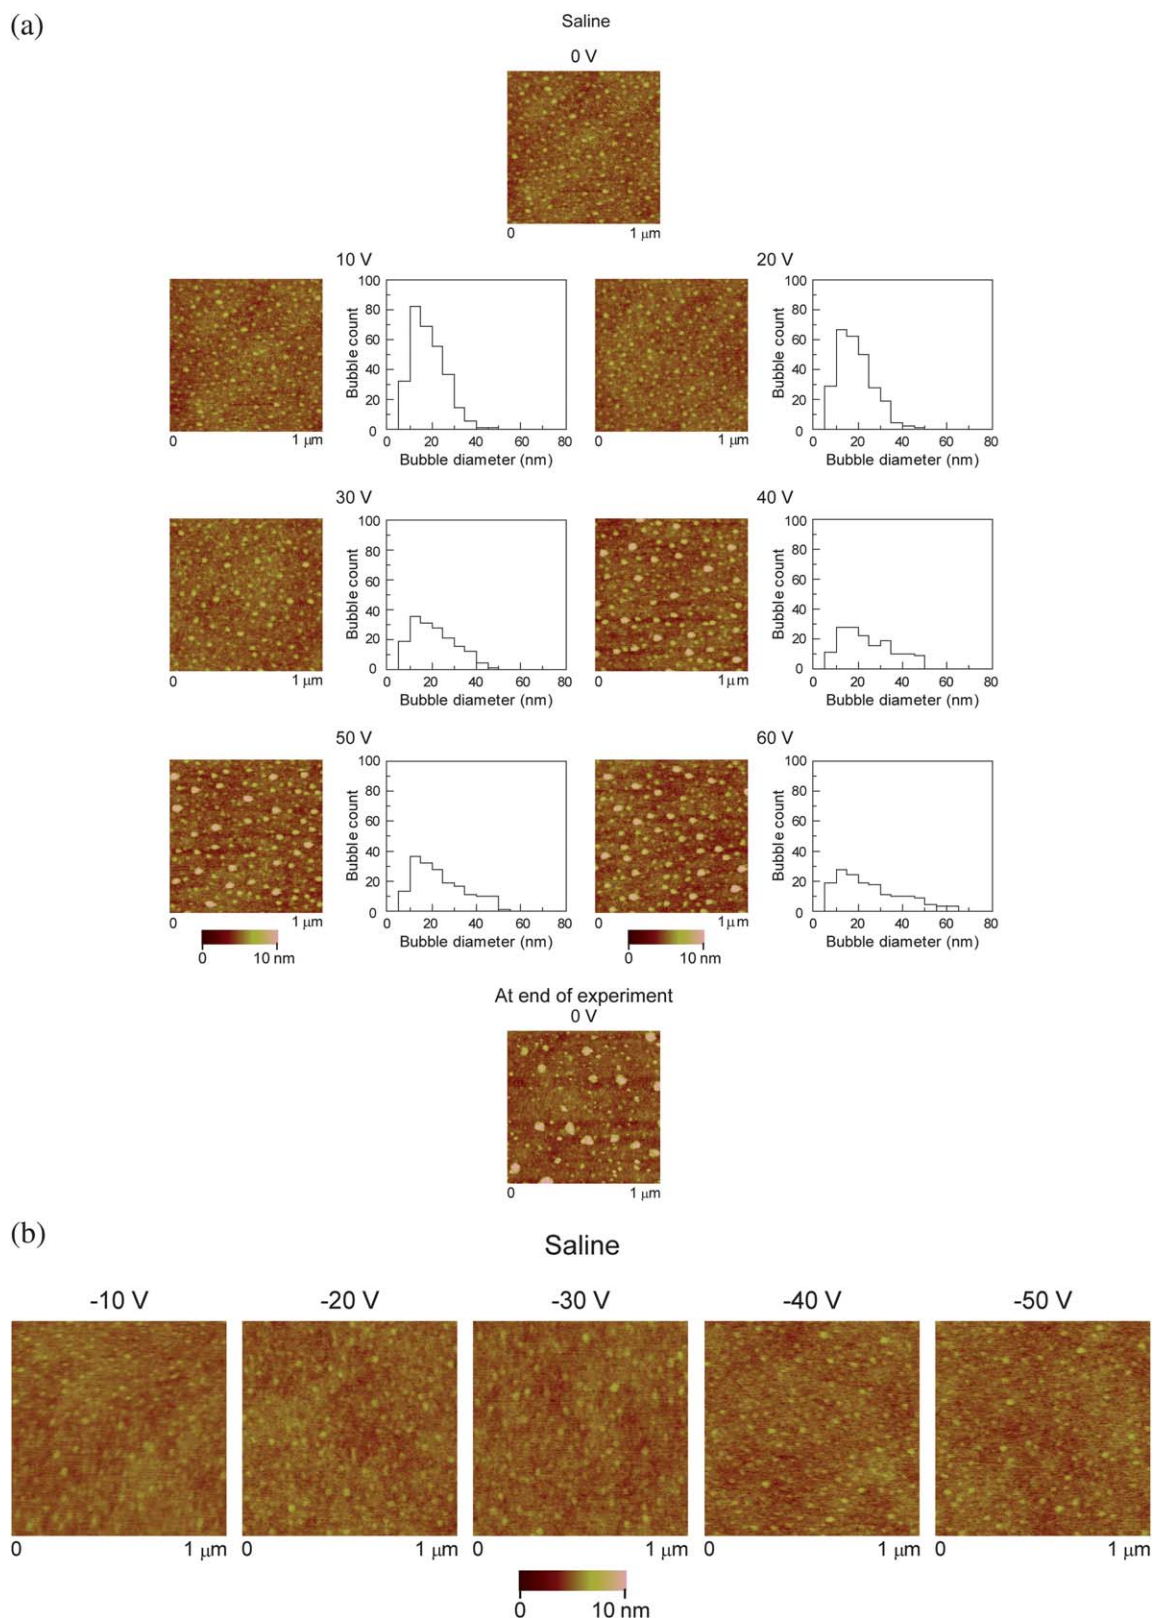 (a)
Saline
0 V
0 1 μm
10 V 20 V
100 100
80 80
60 60
40 40
20 20
0 0
Bubble count Bubble count
0 1 μm 0 20 40 60 80 0 1 μm 0 20 40 60 80
Bubble diameter (nm) Bubble diameter (nm)
30 V 40 V
100 100
80 80
60 60
40 40
20 20
0 0
Bubble count Bubble count
0 1 μm 0 20 40 60 80 0 1 μm 0 20 40 60 80
Bubble diameter (nm) Bubble diameter (nm)
50 V 60 V
100 100
80 80
60 60
40 40
20 20
0 0
Bubble count Bubble count
0 1 μm 0 20 40 60 80 0 1 μm 0 20 40 60 80
Bubble diameter (nm) Bubble diameter (nm)
0 10 nm 0 10 nm
At end of experiment
0 V
0 1 μm
(b)
Saline
-10 V -20 V -30 V -40 V -50 V
0 1 μm 0 1 μm 0 1 μm 0 1 μm 0 1 μm
0 10 nm